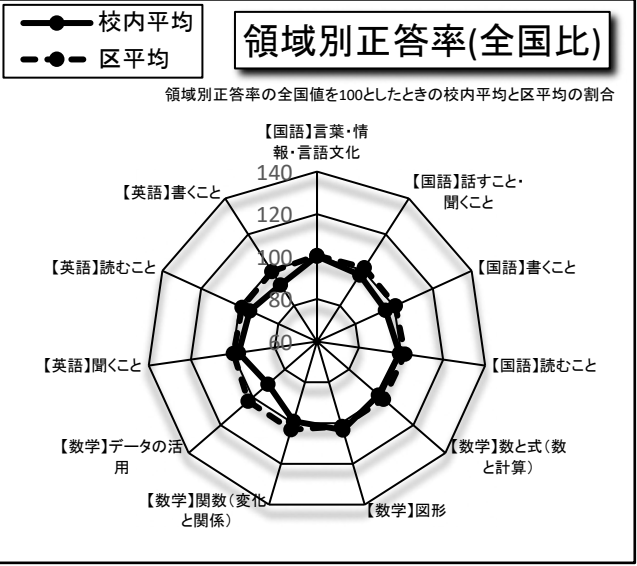 校内平均
区平均
領域別正答率(全国比)
領域別正答率の全国値を100としたときの校内平均と区平均の割合
【国語】言葉・情
報・言語文化
【国語】話すこと・
聞くこと
【国語】書くこと
【国語】読むこと
【数学】数と式(数
と計算)
【数学】図形
【数学】関数(変化
と関係)
【数学】データの活
用
【英語】聞くこと
【英語】読むこと
【英語】書くこと
140
120
100
80
60